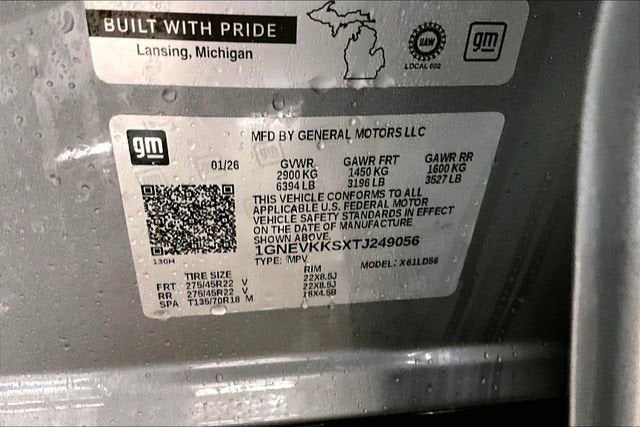 BUILT WITH PRIDE
Lansing, Michigan
UAW
LOCAL 602
gm
gm
MFD BY GENERAL MOTORS LLC
01/26 GVWR GAWR FRT GAWR RR
2900 KG 1450 KG 1600 KG
6394 LB 3196 LB 3527 LB
THIS VEHICLE CONFORMS TO ALL
APPLICABLE U.S. FEDERAL MOTOR
VEHICLE SAFETY STANDARDS IN EFFECT
ON THE DATE OF MANUFACTURE
SHOWN ABOVE.
1GNEVKKSXTJ249056
130H
TYPE: MPV MODEL: X61LD56
TIRE SIZE RIM
FRT 275/45R22 V 22X8.5J
RR 275/45R22 V 22X8.5J
SPA T135/70R18 M 18X4.5B